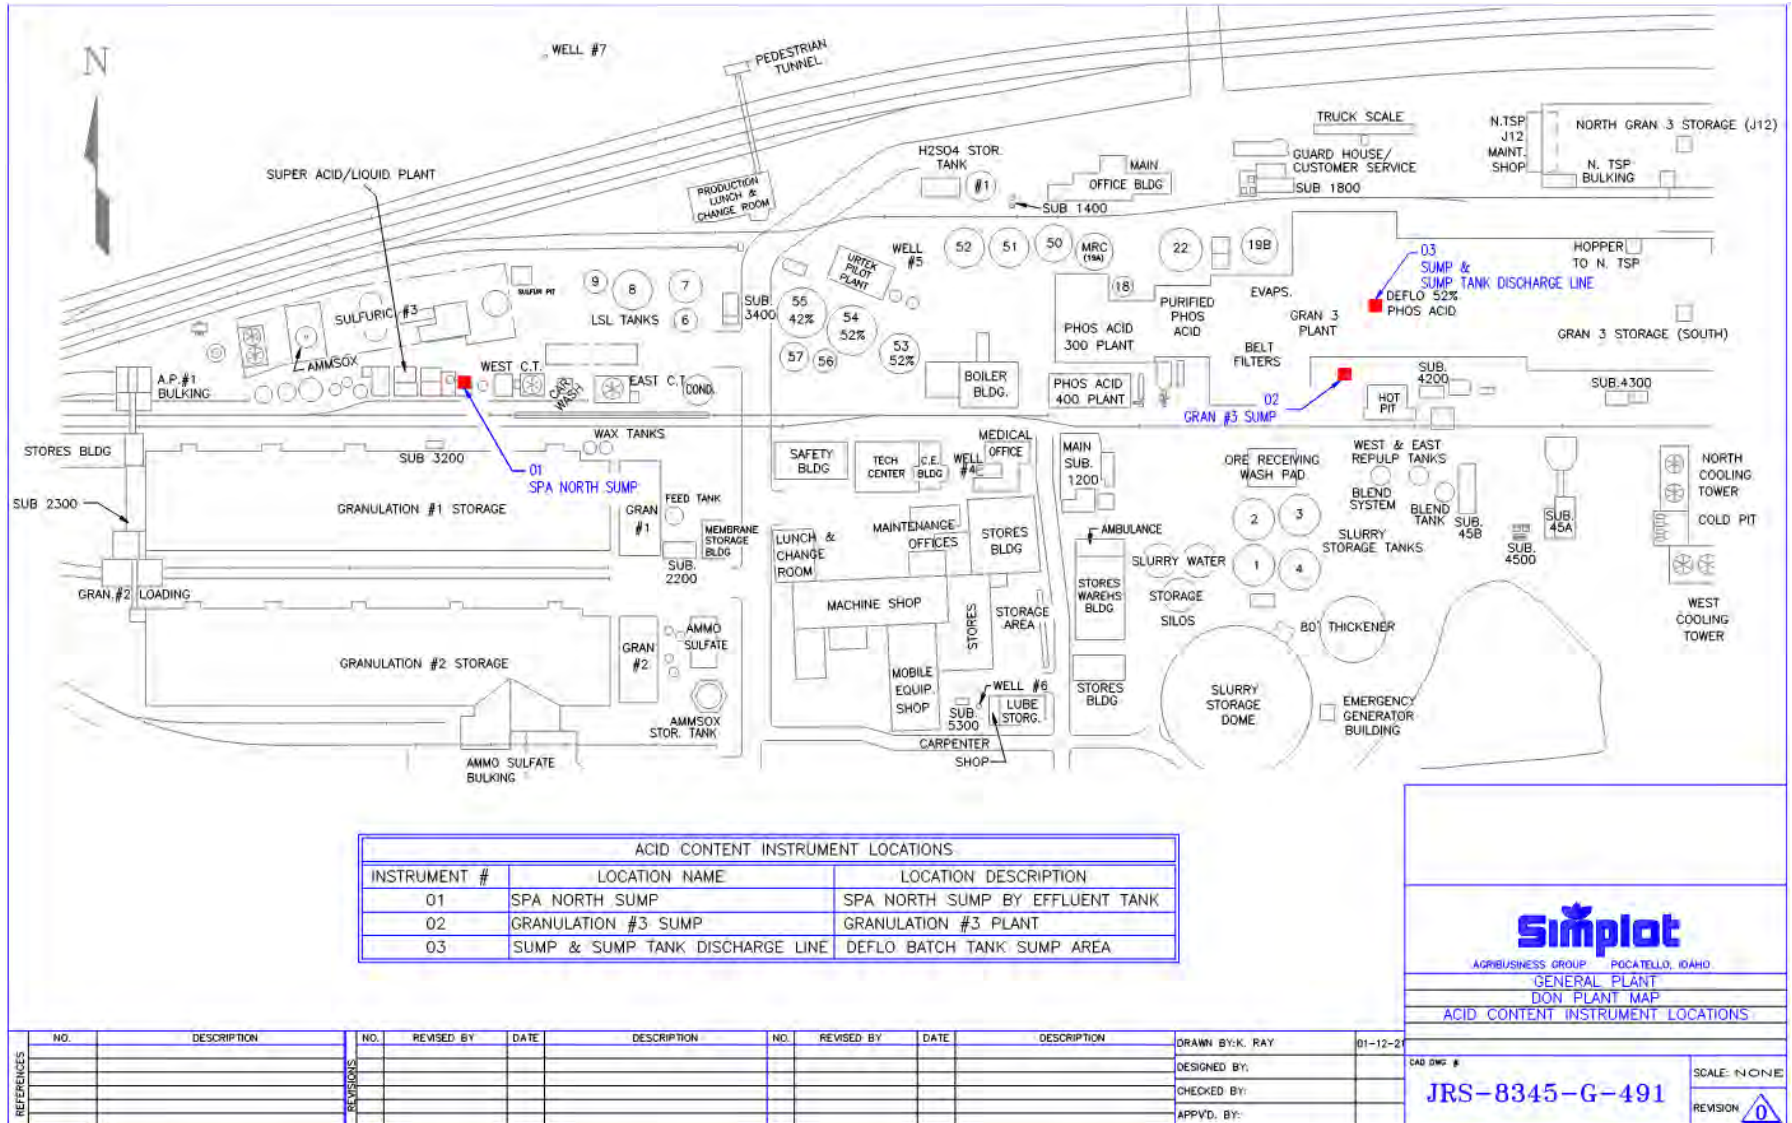 N
WELL #7
PEDESTRIAN
TUNNEL
SUPER ACID/LIQUID PLANT
PRODUCTION
LUNCH &
CHANGE ROOM
H2SO4 STOR.
TANK
#1
MAIN
OFFICE BLDG
SUB 1400
TRUCK SCALE
GUARD HOUSE/
CUSTOMER SERVICE
SUB 1800
N.TSP
J12
MAINT.
SHOP
NORTH GRAN 3 STORAGE (J12)
N. TSP
BULKING
SULFUR PIT
SULFURIC #3
AMMSOX
9
8
7
6
LSL TANKS
SUB.
3400
URTEK
PILOT
PLANT
WELL
#5
55
42%
54
52%
53
52%
57
56
52
51
50
MRC
(19A)
22
19B
18
PHOS ACID
300 PLANT
PURIFIED
PHOS
ACID
EVAPS.
GRAN 3
PLANT
BELT
FILTERS
03
SUMP &
SUMP TANK DISCHARGE LINE
DEFLO 52%
PHOS ACID
HOPPER
TO N. TSP
GRAN 3 STORAGE (SOUTH)
A.P.#1
BULKING
WEST C.T.
CAR
WASH
EAST C.T.
COND.
BOILER
BLDG.
PHOS ACID
400 PLANT
02
GRAN #3 SUMP
HOT
PIT
SUB.
4200
SUB.4300
STORES BLDG
SUB 3200
WAX TANKS
01
SPA NORTH SUMP
SUB 2300
GRANULATION #1 STORAGE
GRAN
#1
FEED TANK
MEMBRANE
STORAGE
BLDG
SUB.
2200
SAFETY
BLDG
TECH
CENTER
C.E.
BLDG
WELL
#4
MEDICAL
OFFICE
MAIN
SUB.
1200
ORE RECEIVING
WASH PAD
WEST & EAST
REPULP TANKS
BLEND
SYSTEM
BLEND
TANK
SUB.
45B
SUB.
4500
SUB.
45A
NORTH
COOLING
TOWER
COLD PIT
WEST
COOLING
TOWER
LUNCH &
CHANGE
ROOM
MAINTENANCE
OFFICES
STORES
BLDG
AMBULANCE
SLURRY WATER
STORAGE
SILOS
2
3
1
4
SLURRY
STORAGE TANKS
GRAN.#2 LOADING
MACHINE SHOP
STORES
STORAGE
AREA
STORES
WAREHS
BLDG
80' THICKENER
GRANULATION #2 STORAGE
GRAN
#2
AMMO
SULFATE
AMMSOX
STOR. TANK
AMMO SULFATE
BULKING
MOBILE
EQUIP.
SHOP
WELL #6
SUB.
5300
LUBE
STORG.
CARPENTER
SHOP
STORES
BLDG
SLURRY
STORAGE
DOME
EMERGENCY
GENERATOR
BUILDING
ACID CONTENT INSTRUMENT LOCATIONS
INSTRUMENT # LOCATION NAME LOCATION DESCRIPTION
01 SPA NORTH SUMP SPA NORTH SUMP BY EFFLUENT TANK
02 GRANULATION #3 SUMP GRANULATION #3 PLANT
03 SUMP & SUMP TANK DISCHARGE LINE DEFLO BATCH TANK SUMP AREA
Simplot
AGRIBUSINESS GROUP POCATELLO, IDAHO
GENERAL PLANT
DON PLANT MAP
ACID CONTENT INSTRUMENT LOCATIONS
REFERENCES
NO. DESCRIPTION
REVISIONS
NO. REVISED BY DATE DESCRIPTION NO. REVISED BY DATE DESCRIPTION
DRAWN BY:K. RAY 01-12-21
DESIGNED BY:
CHECKED BY:
APPV'D. BY:
CAD DWG #
JRS-8345-G-491
SCALE: NONE
REVISION 0